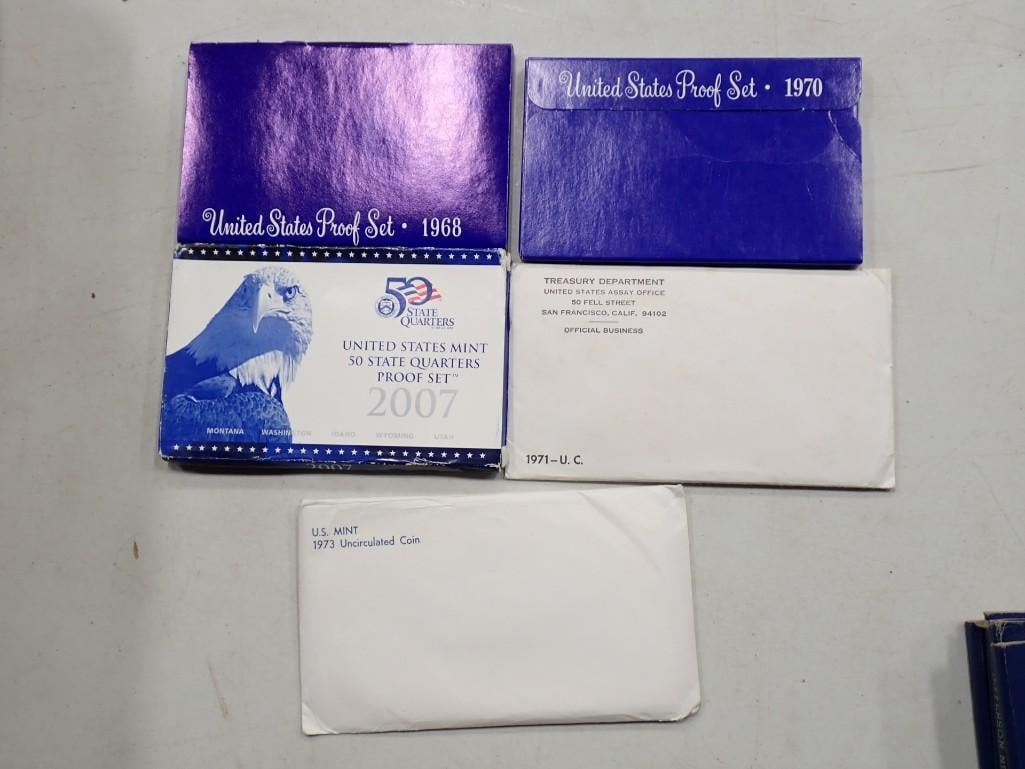 United States Proof Set • 1968
United States Proof Set • 1970
50
STATE
QUARTERS
UNITED STATES MINT
50 STATE QUARTERS
PROOF SET™
2007
MONTANA WASHINGTON IDAHO WYOMING UTAH
2007
TREASURY DEPARTMENT
UNITED STATES ASSAY OFFICE
50 FELL STREET
SAN FRANCISCO, CALIF. 94102
OFFICIAL BUSINESS
1971–U. C.
U.S. MINT
1973 Uncirculated Coin